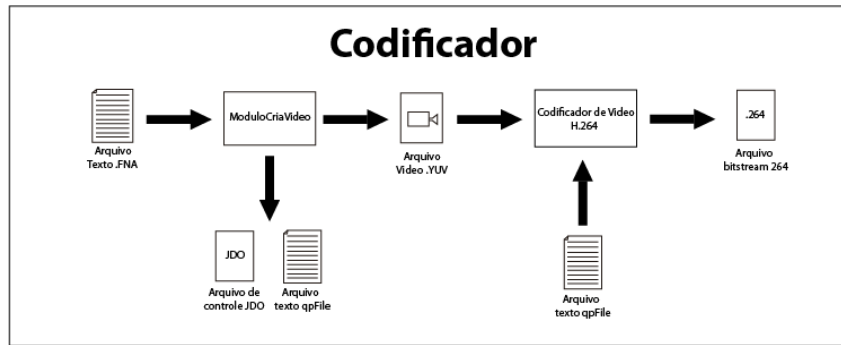 Codificador
Arquivo
Texto .FNA
ModuloCriaVideo
Arquivo
Video .YUV
Codificador de Video
H.264
.264
Arquivo
bitstream 264
JDO
Arquivo de
controle JDO
Arquivo
texto qpFile
Arquivo
texto qpFile